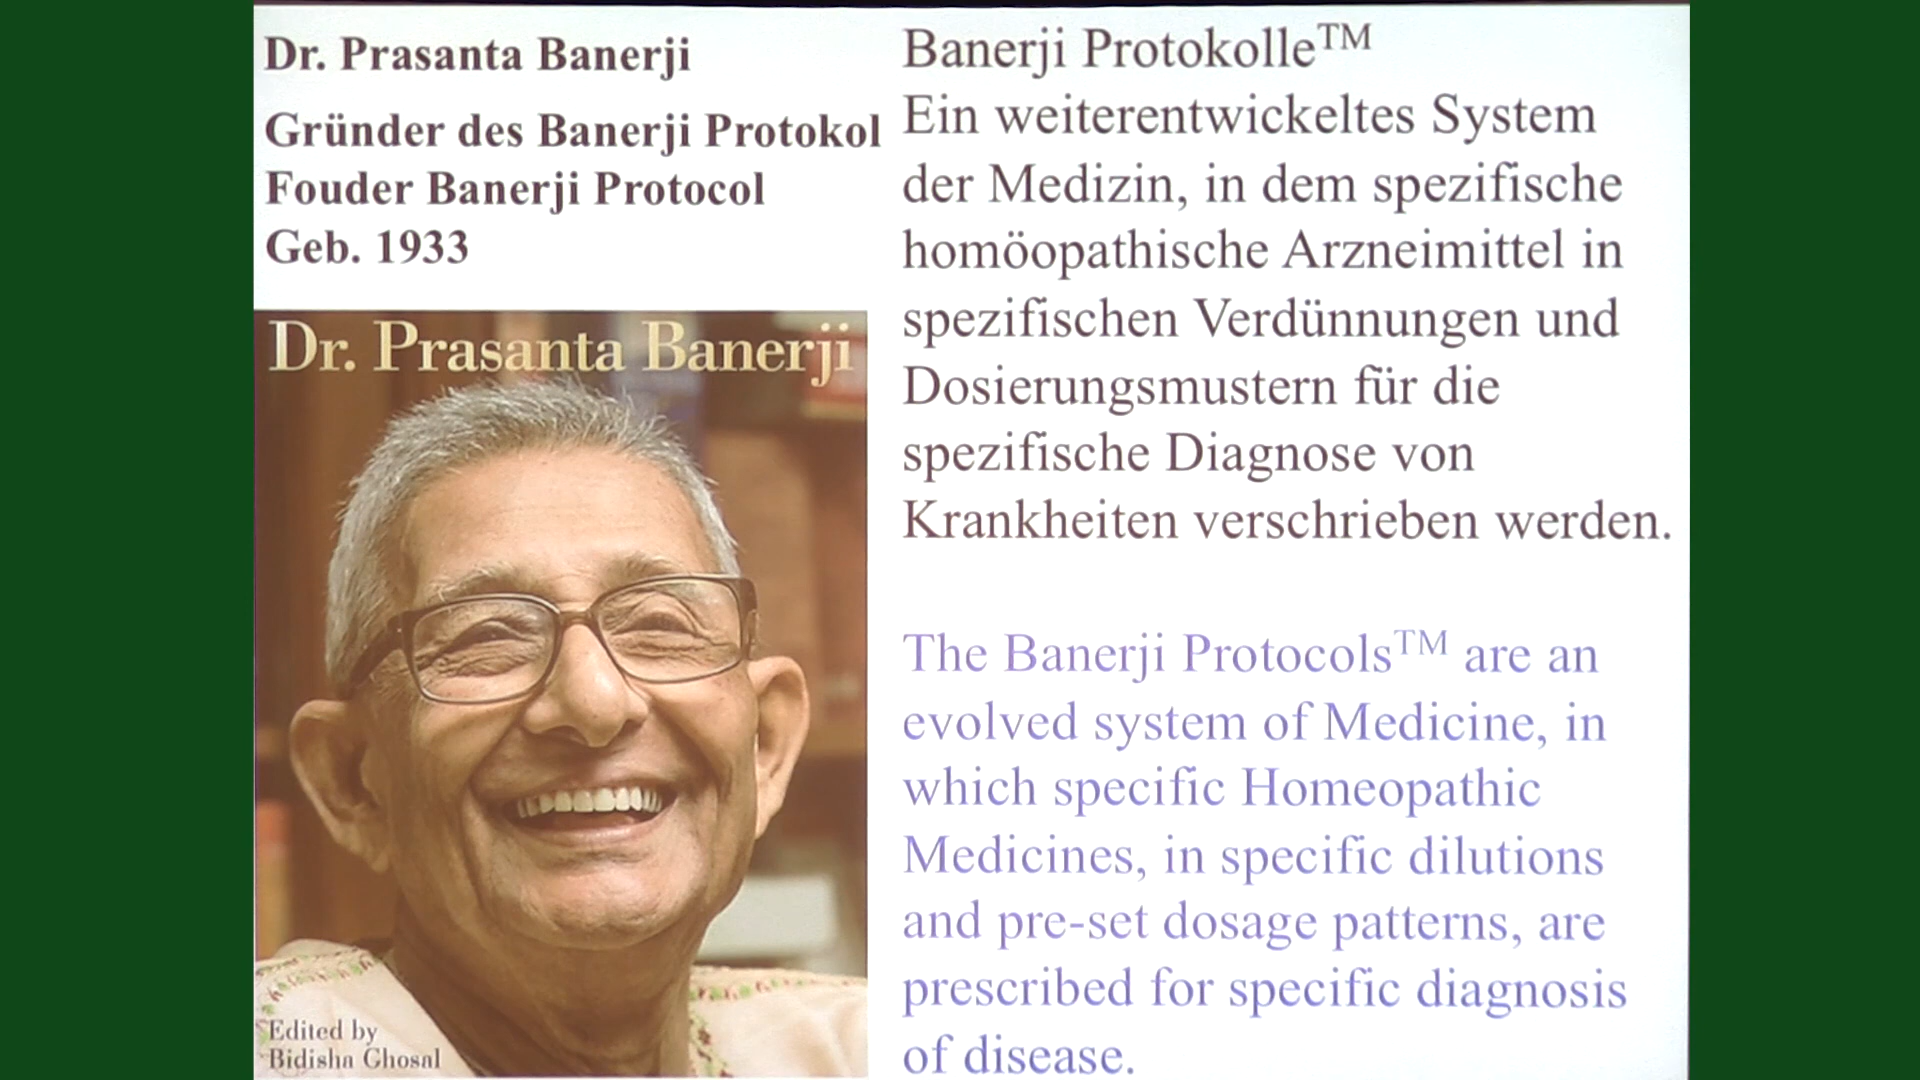 Dr. Prasanta Banerji
Gründer des Banerji Protokol
Fouder Banerji Protocol
Geb. 1933
Dr. Prasanta Banerji
Edited by
Bidisha Ghosal
Banerji Protokolle™
Ein weiterentwickeltes System
der Medizin, in dem spezifische
homöopathische Arzneimittel in
spezifischen Verdünnungen und
Dosierungsmustern für die
spezifische Diagnose von
Krankheiten verschrieben werden.
The Banerji Protocols™ are an
evolved system of Medicine, in
which specific Homeopathic
Medicines, in specific dilutions
and pre-set dosage patterns, are
prescribed for specific diagnosis
of disease.